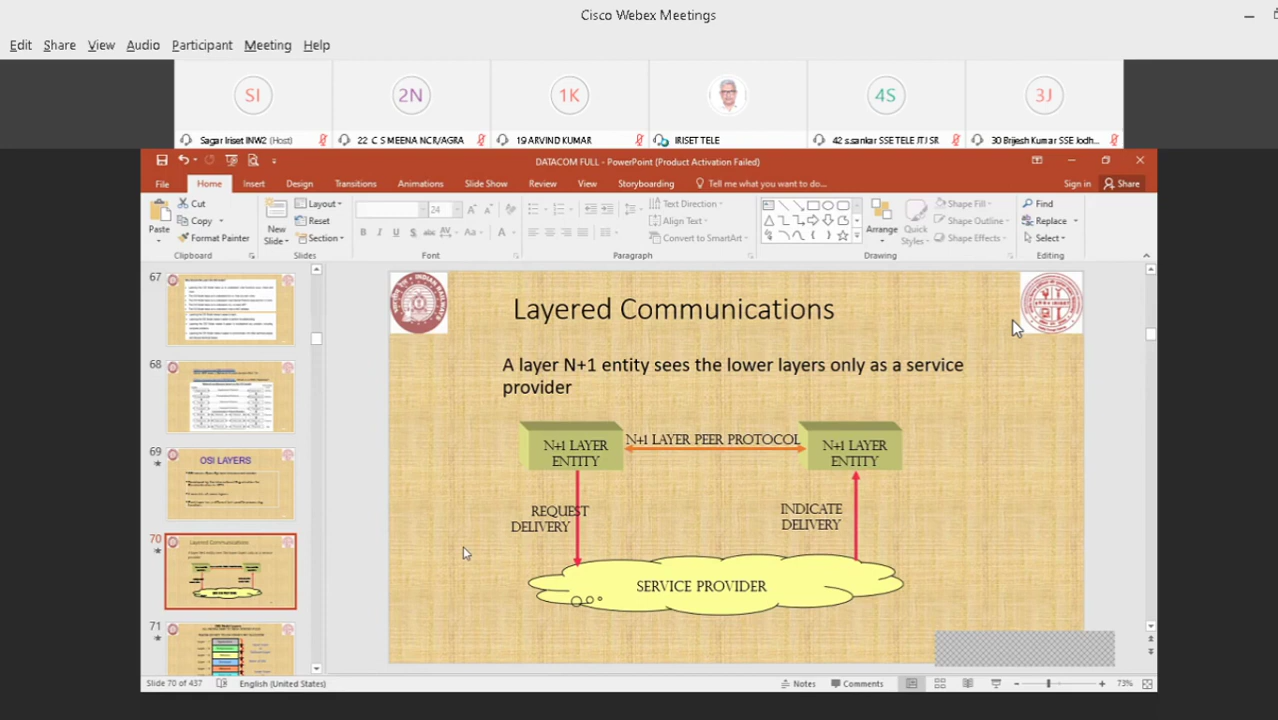 Cisco Webex Meetings
Edit Share View Audio Participant Meeting Help
SI 2N 1K 4S 3J
Sagar Iriset INW2 (Host) 22 C S MEENA NCR/AGRA 19 ARVIND KUMAR IRISET TELE 42 s.sankar SSE TELE JTJ SR 30 Brijesh Kumar SSE Jodh...
DATACOM FULL - PowerPoint (Product Activation Failed)
File Home Insert Design Transitions Animations Slide Show Review View Storyboarding Tell me what you want to do... Sign in Share
Paste Cut
Copy
Format Painter
Clipboard
New Slide Layout
Reset
Section
Slides
24
Font
Text Direction
Align Text
Convert to SmartArt
Paragraph
Arrange Quick Styles
Shape Fill
Shape Outline
Shape Effects
Drawing
Find
Replace
Select
Editing
67
68
69
OSI LAYERS
70
Layered Communications
71
Layered Communications
A layer N+1 entity sees the lower layers only as a service
provider
N+1 LAYER
ENTITY
N+1 LAYER PEER PROTOCOL
N+1 LAYER
ENTITY
REQUEST
DELIVERY
INDICATE
DELIVERY
SERVICE PROVIDER
Slide 70 of 437 English (United States) Notes Comments 73%